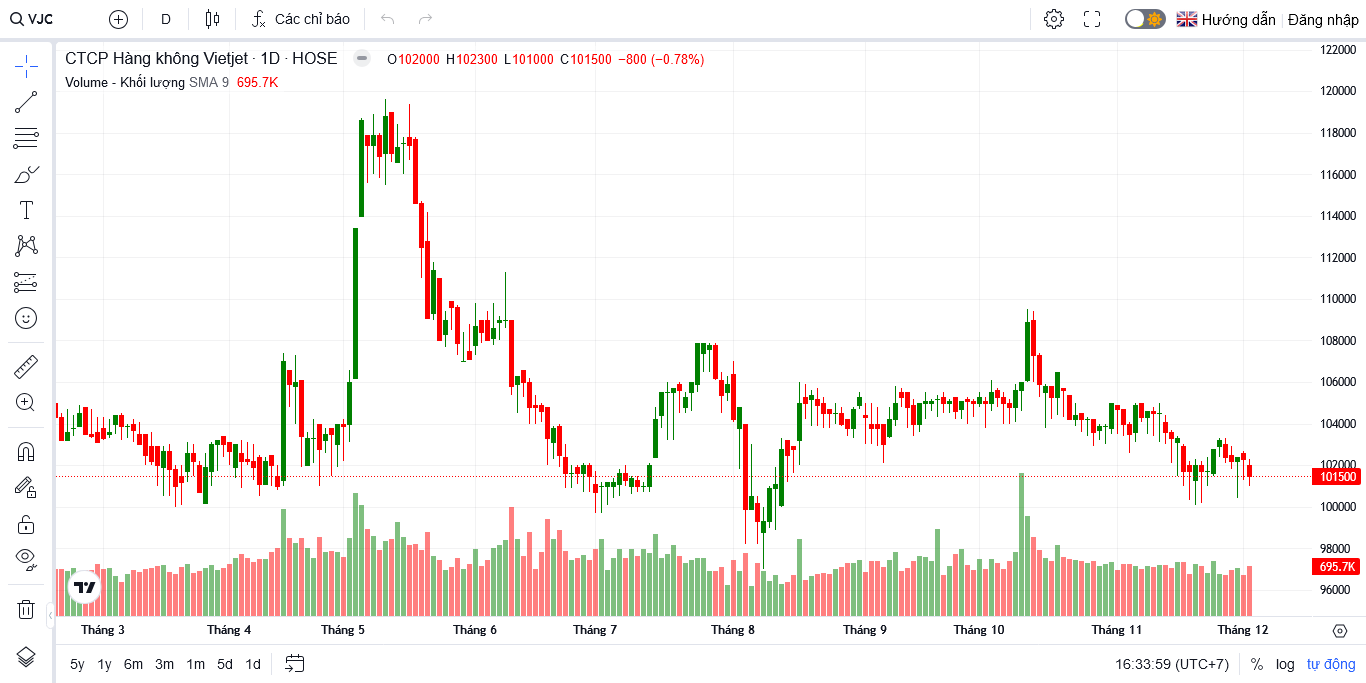 VJC D Các chỉ báo Hướng dẫn Đăng nhập
CTCP Hàng không Vietjet · 1D · HOSE O102000 H102300 L101000 C101500 −800 (−0.78%)
Volume - Khối lượng SMA 9 695.7K
122000
120000
118000
116000
114000
112000
110000
108000
106000
104000
102000
101500
100000
98000
695.7K
96000
Tháng 3 Tháng 4 Tháng 5 Tháng 6 Tháng 7 Tháng 8 Tháng 9 Tháng 10 Tháng 11 Tháng 12
5y 1y 6m 3m 1m 5d 1d 16:33:59 (UTC+7) % log tự động